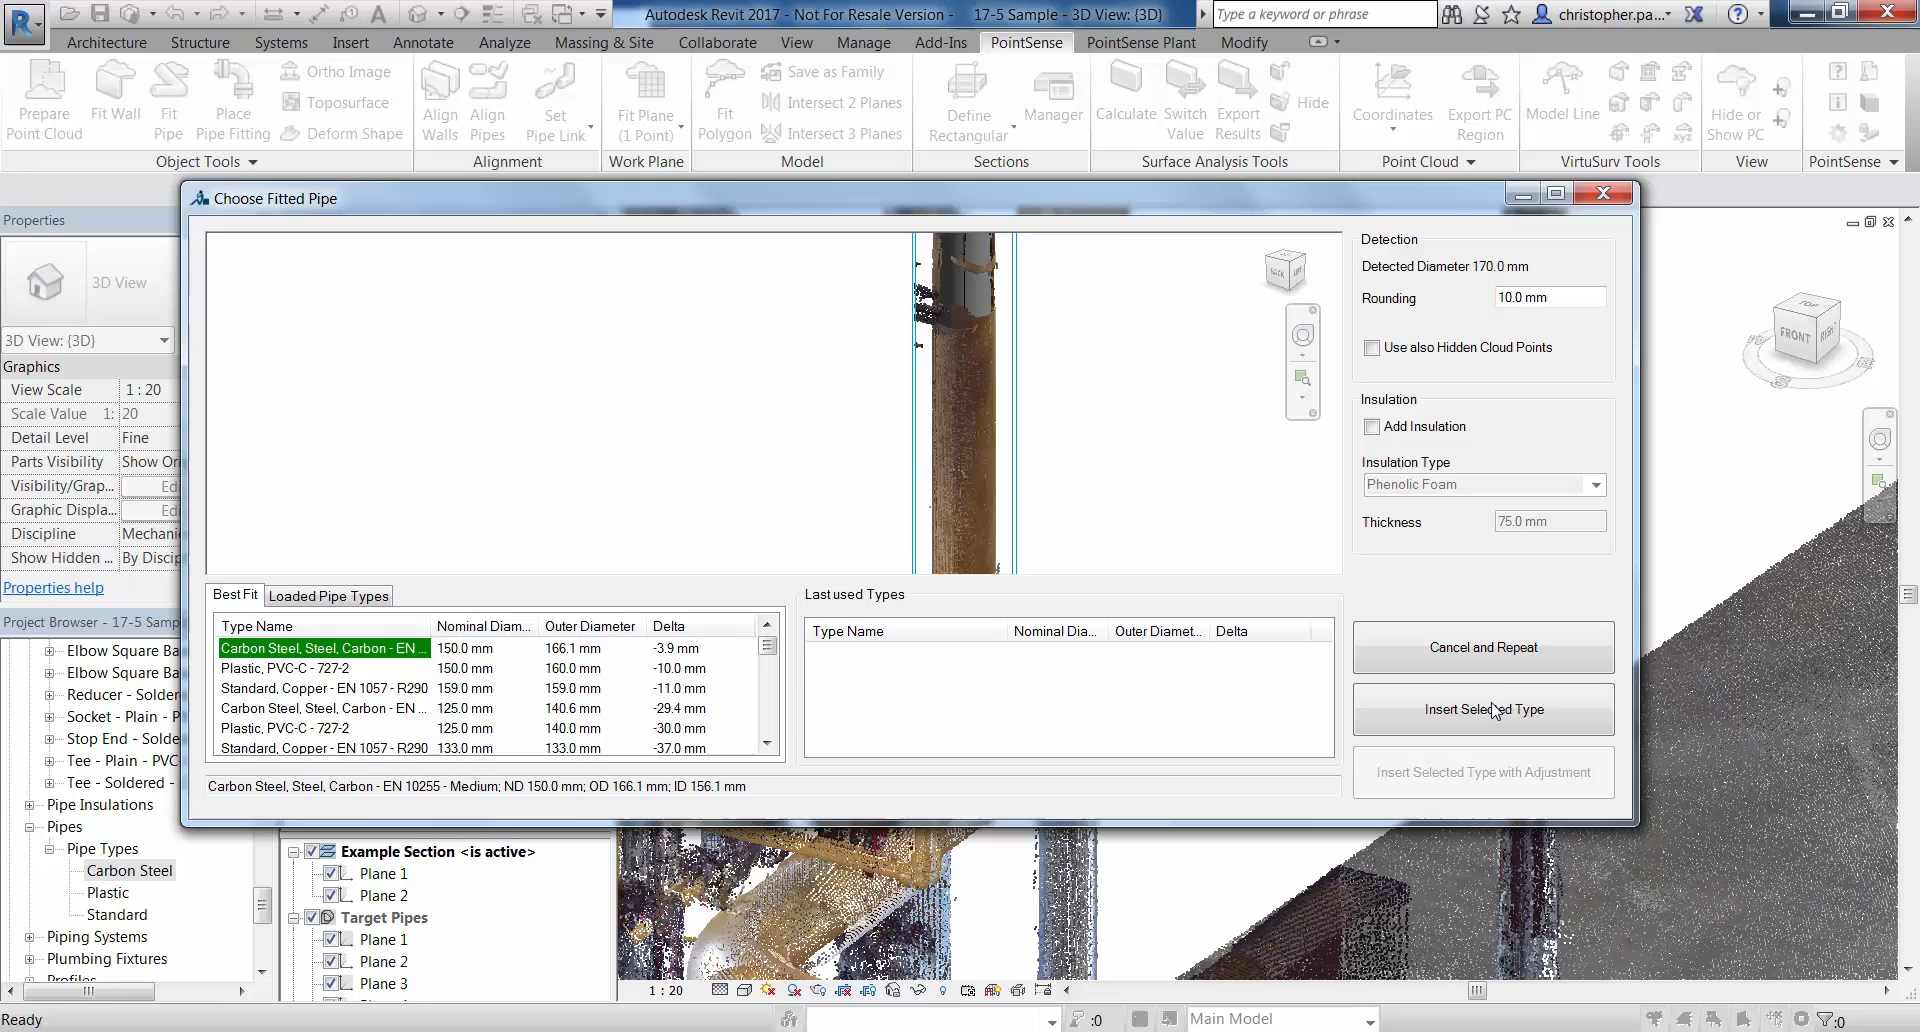 Autodesk Revit 2017 - Not For Resale Version - 17-5 Sample - 3D View: {3D}
Type a keyword or phrase
christopher.pa...
Architecture Structure Systems Insert Annotate Analyze Massing & Site Collaborate View Manage Add-Ins PointSense PointSense Plant Modify
Prepare Point Cloud
Fit Wall
Fit Pipe
Place Pipe Fitting
Ortho Image
Toposurface
Deform Shape
Align Walls
Align Pipes
Set Pipe Link
Fit Plane (1 Point)
Fit Polygon
Save as Family
Intersect 2 Planes
Intersect 3 Planes
Define Rectangular
Manager
Calculate
Switch Value
Export Results
Hide
Coordinates
Export PC Region
Model Line
Hide or Show PC
Object Tools Alignment Work Plane Model Sections Surface Analysis Tools Point Cloud VirtuSurv Tools View PointSense
Properties
3D View
3D View: {3D}
Graphics
View Scale 1 : 20
Scale Value 1: 20
Detail Level Fine
Parts Visibility Show Or
Visibility/Grap... Ed
Graphic Displa... Ed
Discipline Mechani
Show Hidden ... By Discip
Properties help
Project Browser - 17-5 Samp
Elbow Square Ba
Elbow Square Ba
Reducer - Solder
Socket - Plain - P
Stop End - Solde
Tee - Plain - PVC-
Tee - Soldered -
Pipe Insulations
Pipes
Pipe Types
Carbon Steel
Plastic
Standard
Piping Systems
Plumbing Fixtures
Profiles
Choose Fitted Pipe
BACK
Detection
Detected Diameter 170.0 mm
Rounding 10.0 mm
Use also Hidden Cloud Points
Insulation
Add Insulation
Insulation Type
Phenolic Foam
Thickness 75.0 mm
Best Fit Loaded Pipe Types
Type Name Nominal Diam... Outer Diameter Delta
Carbon Steel, Steel, Carbon - EN ... 150.0 mm 166.1 mm -3.9 mm
Plastic, PVC-C - 727-2 150.0 mm 160.0 mm -10.0 mm
Standard, Copper - EN 1057 - R290 159.0 mm 159.0 mm -11.0 mm
Carbon Steel, Steel, Carbon - EN ... 125.0 mm 140.6 mm -29.4 mm
Plastic, PVC-C - 727-2 125.0 mm 140.0 mm -30.0 mm
Standard, Copper - EN 1057 - R290 133.0 mm 133.0 mm -37.0 mm
Last used Types
Type Name Nominal Dia... Outer Diamet... Delta
Cancel and Repeat
Insert Selected Type
Insert Selected Type with Adjustment
Carbon Steel, Steel, Carbon - EN 10255 - Medium; ND 150.0 mm; OD 166.1 mm; ID 156.1 mm
TOP
FRONT
RIGHT
Example Section <is active>
Plane 1
Plane 2
Target Pipes
Plane 1
Plane 2
Plane 3
1 : 20
Ready
:0
Main Model
:0